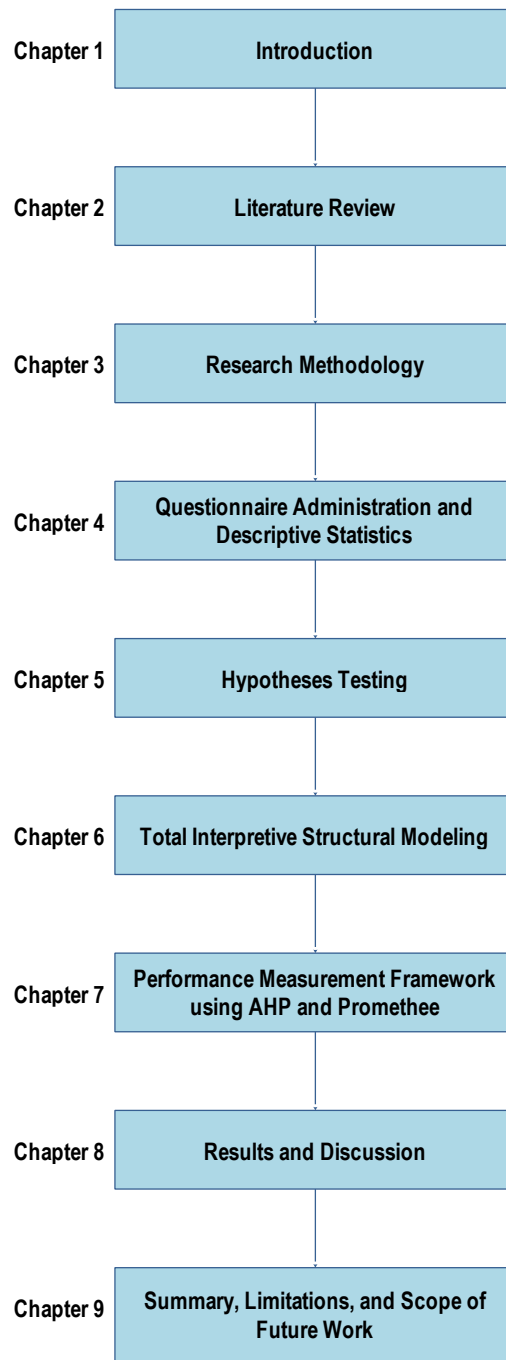 Chapter 1
Introduction
Chapter 2
Literature Review
Chapter 3
Research Methodology
Chapter 4
Questionnaire Administration and
Descriptive Statistics
Chapter 5
Hypotheses Testing
Chapter 6
Total Interpretive Structural Modeling
Chapter 7
Performance Measurement Framework
using AHP and Promethee
Chapter 8
Results and Discussion
Chapter 9
Summary, Limitations, and Scope of
Future Work